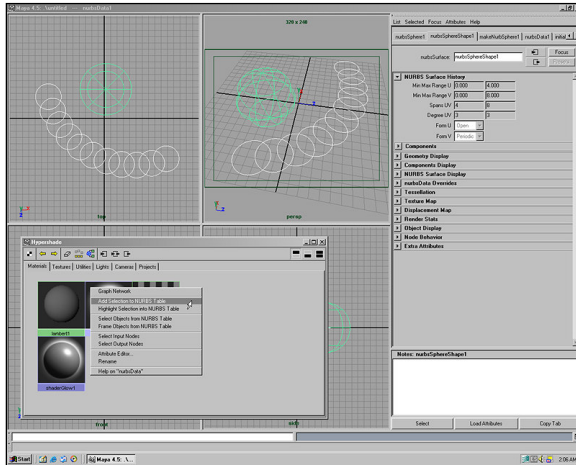 Maya 4.5: .\untitled --- nurbsData1
320 x 240
top
persp
front
side
List Selected Focus Attributes Help
nurbsSphere1 nurbsSphereShape1 makeNurbSphere1 nurbsData1 initial
nurbsSurface: nurbsSphereShape1
Focus
Presets
NURBS Surface History
Min Max Range U 0.000 4.000
Min Max Range V 0.000 8.000
Spans UV 4 8
Degree UV 3 3
Form U Open
Form V Periodic
Components
Geometry Display
Components Display
NURBS Surface Display
nurbsData Overrides
Tessellation
Texture Map
Displacement Map
Render Stats
Object Display
Node Behavior
Extra Attributes
Notes: nurbsSphereShape1
Select Load Attributes Copy Tab
Hypershade
Materials Textures Utilities Lights Cameras Projects
lambert1
shaderGlow1
Graph Network
Add Selection to NURBS Table
Highlight Selection into NURBS Table
Select Objects from NURBS Table
Frame Objects from NURBS Table
Select Input Nodes
Select Output Nodes
Attribute Editor...
Rename
Help on "nurbsData"
Start
Maya 4.5: .\...
2:06 AM